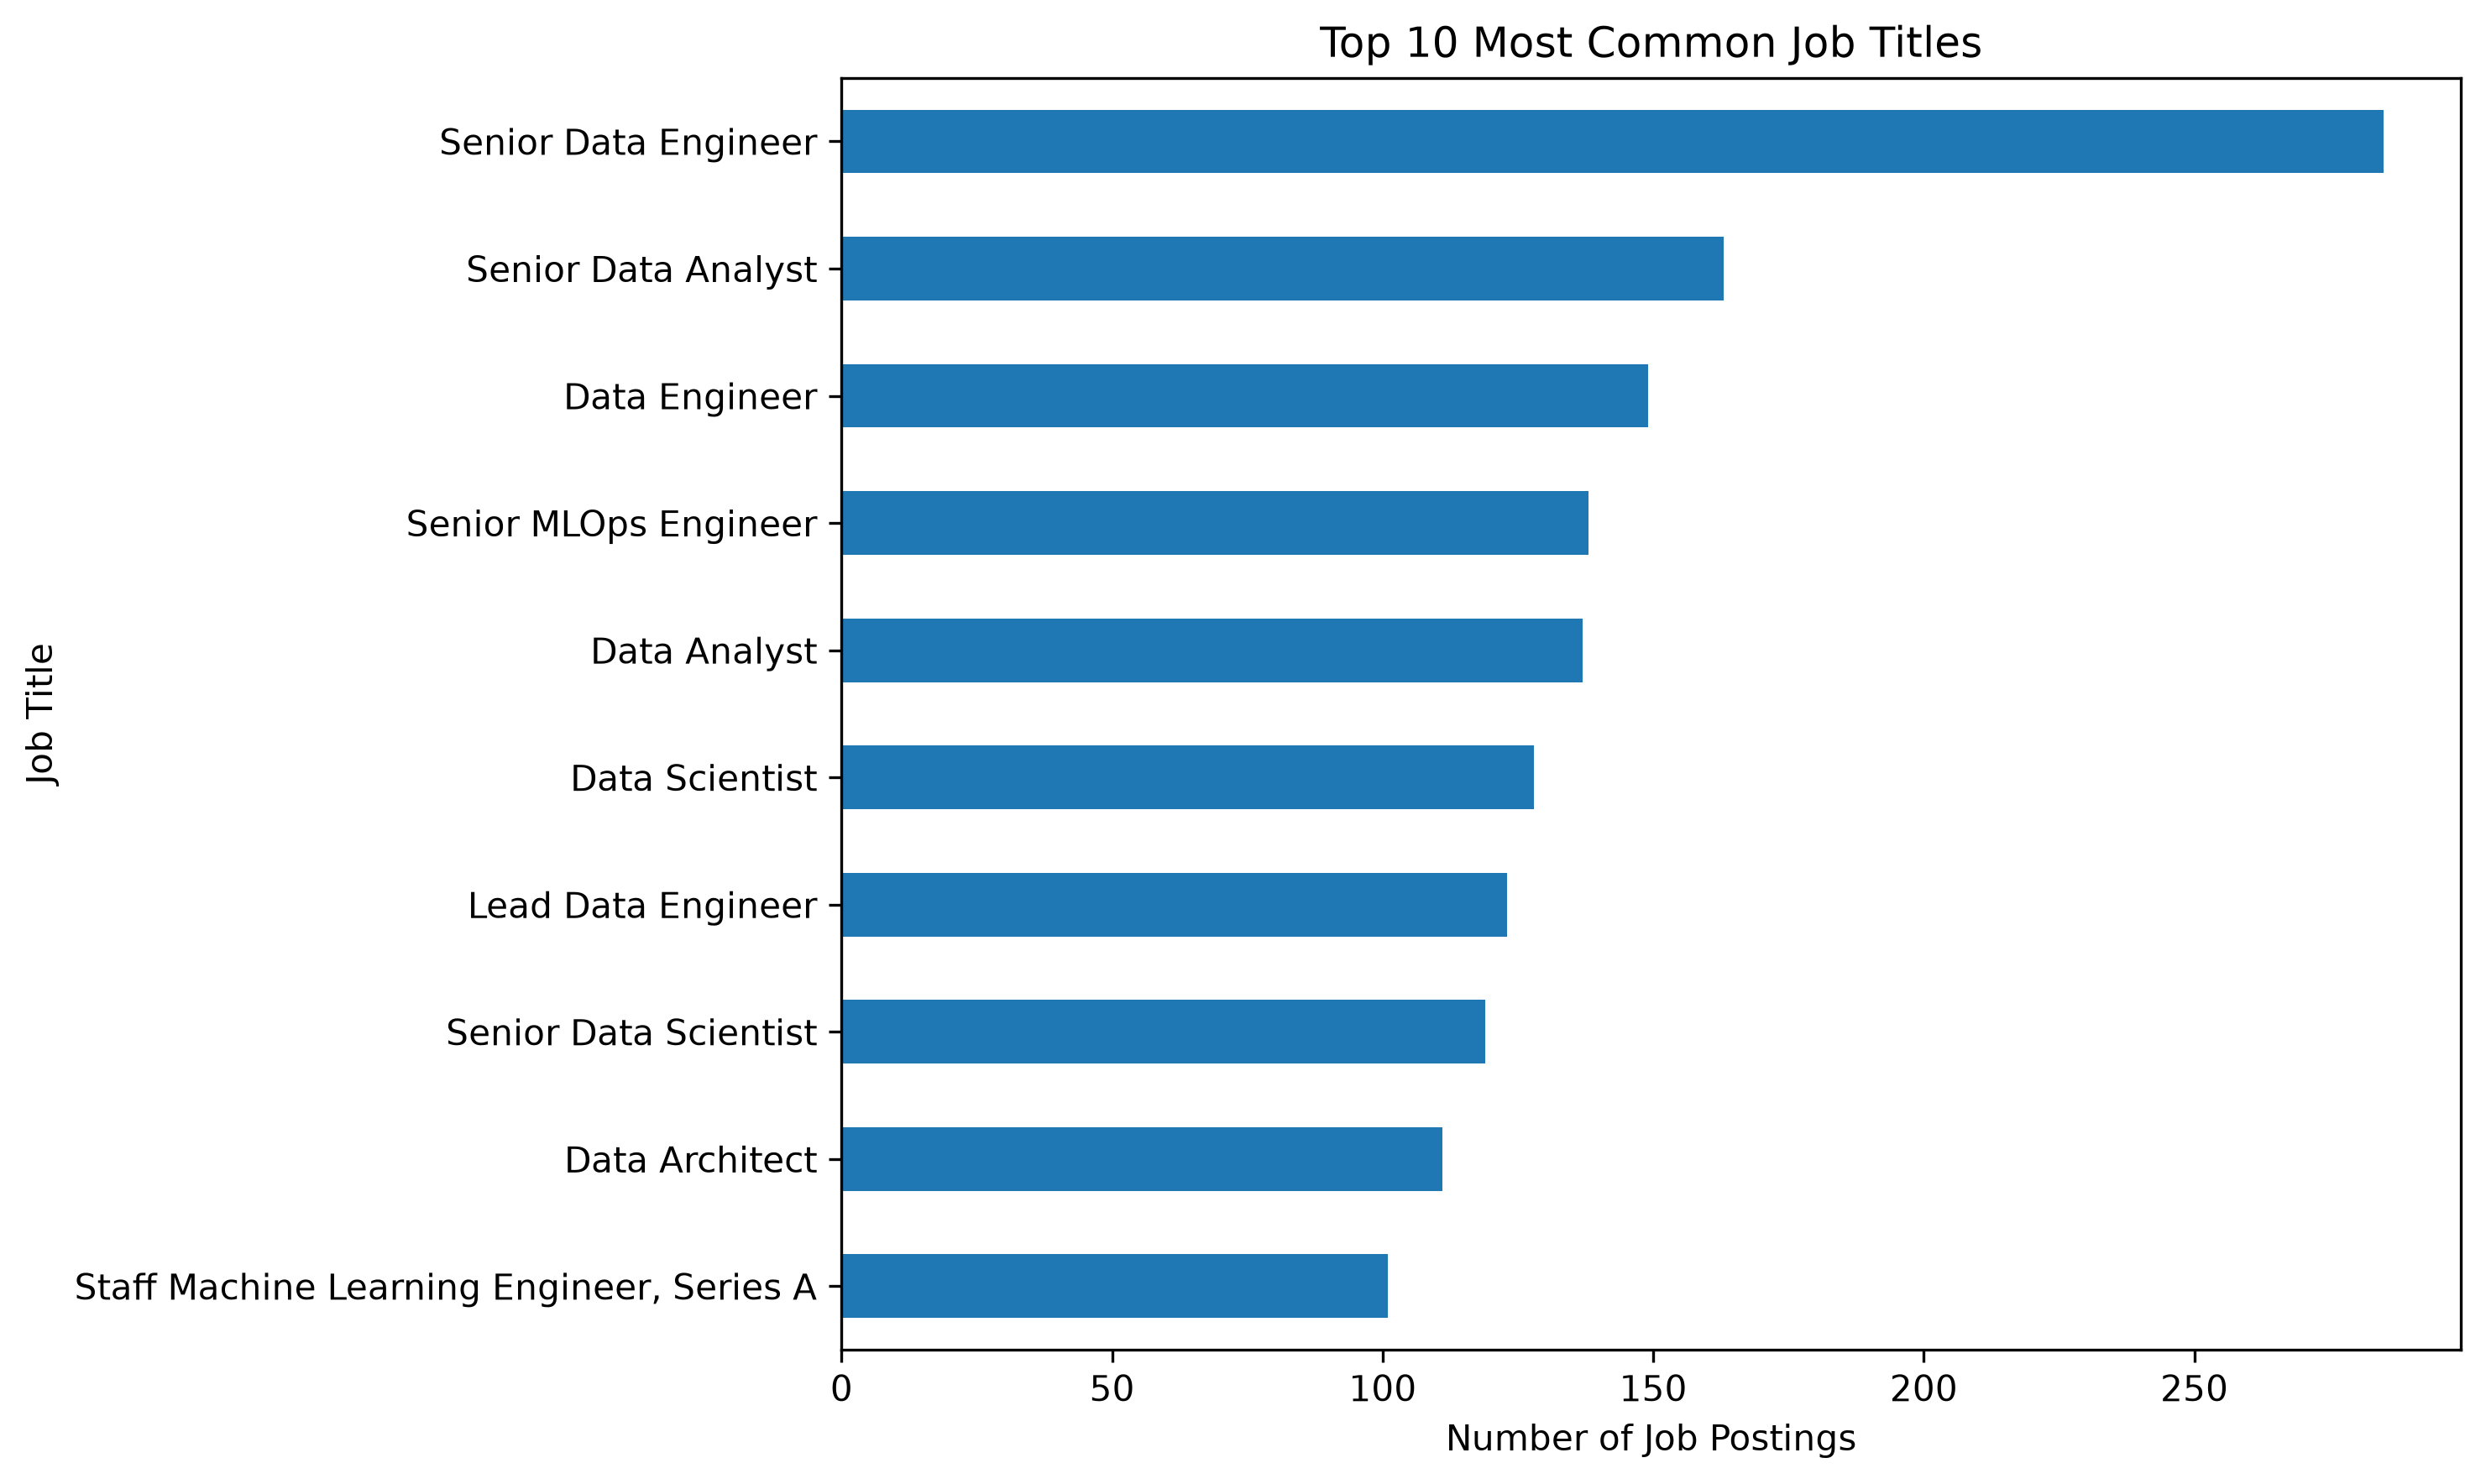 Top 10 Most Common Job Titles
Senior Data Engineer
Senior Data Analyst
Data Engineer
Senior MLOps Engineer
Data Analyst
Data Scientist
Lead Data Engineer
Senior Data Scientist
Data Architect
Staff Machine Learning Engineer, Series A
Job Title
0 50 100 150 200 250
Number of Job Postings